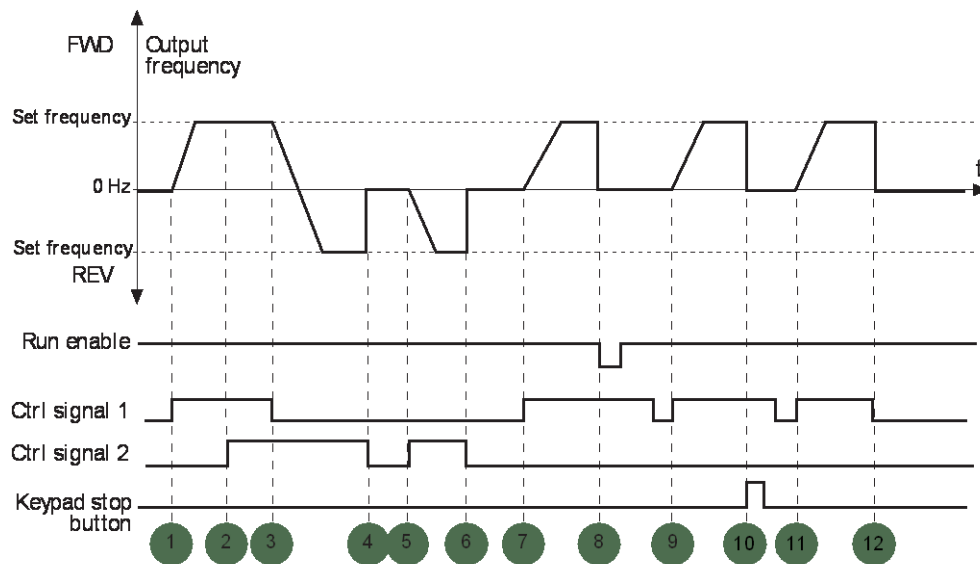 FWD
Output
frequency
Set frequency
0 Hz
t
Set frequency
REV
Run enable
Ctrl signal 1
Ctrl signal 2
Keypad stop
button
1 2 3 4 5 6 7 8 9 10 11 12